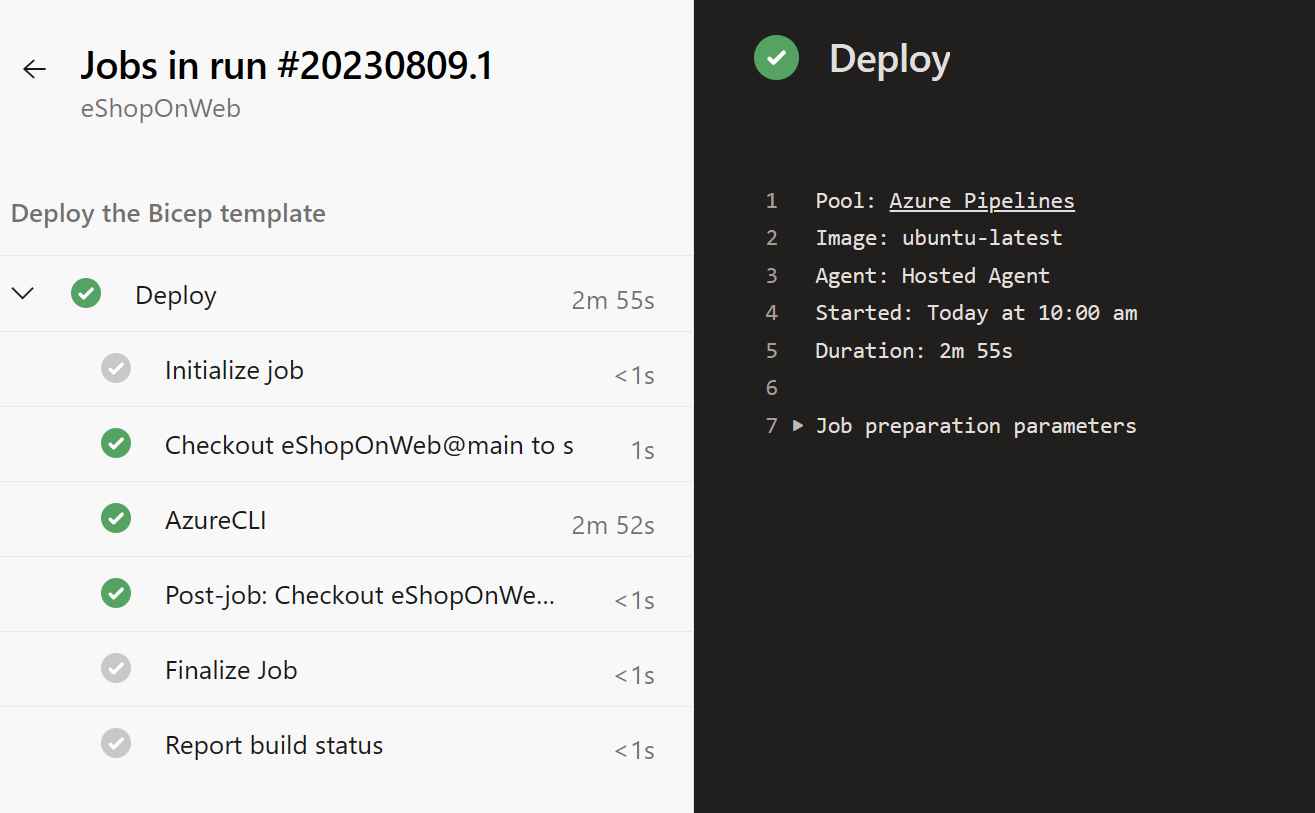 Jobs in run #20230809.1
eShopOnWeb
Deploy the Bicep template
Deploy 2m 55s
Initialize job <1s
Checkout eShopOnWeb@main to s 1s
AzureCLI 2m 52s
Post-job: Checkout eShopOnWe... <1s
Finalize Job <1s
Report build status <1s
Deploy
1 Pool: Azure Pipelines
2 Image: ubuntu-latest
3 Agent: Hosted Agent
4 Started: Today at 10:00 am
5 Duration: 2m 55s
6
7 Job preparation parameters